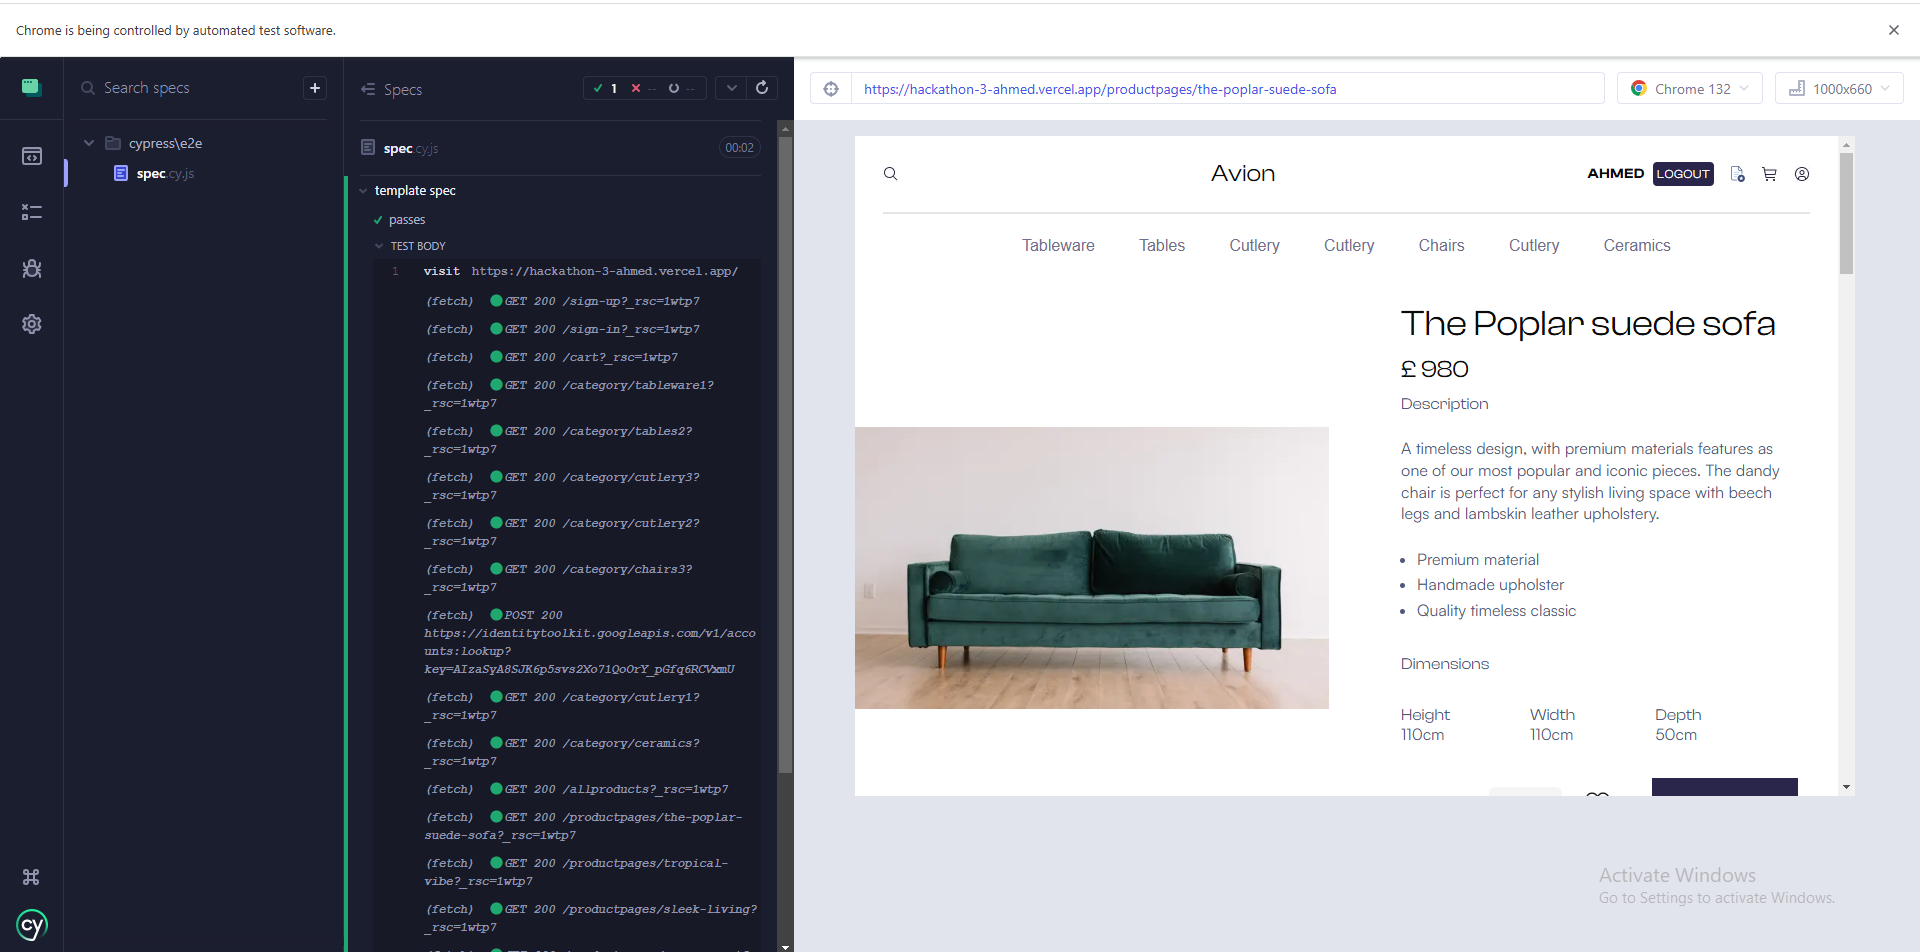 Chrome is being controlled by automated test software.
Search specs
+
cypress\e2e
spec.cy.js
cy
Specs
1 -- --
spec.cy.js 00:02
template spec
passes
TEST BODY
1 visit https://hackathon-3-ahmed.vercel.app/
(fetch) GET 200 /sign-up?_rsc=1wtp7
(fetch) GET 200 /sign-in?_rsc=1wtp7
(fetch) GET 200 /cart?_rsc=1wtp7
(fetch) GET 200 /category/tableware1?
_rsc=1wtp7
(fetch) GET 200 /category/tables2?
_rsc=1wtp7
(fetch) GET 200 /category/cutlery3?
_rsc=1wtp7
(fetch) GET 200 /category/cutlery2?
_rsc=1wtp7
(fetch) GET 200 /category/chairs3?
_rsc=1wtp7
(fetch) POST 200
https://identitytoolkit.googleapis.com/v1/acco
unts:lookup?
key=AIzaSyA8SJK6p5svs2Xo71QoOrY_pGfq6RCVxmU
(fetch) GET 200 /category/cutlery1?
_rsc=1wtp7
(fetch) GET 200 /category/ceramics?
_rsc=1wtp7
(fetch) GET 200 /allproducts?_rsc=1wtp7
(fetch) GET 200 /productpages/the-poplar-
suede-sofa?_rsc=1wtp7
(fetch) GET 200 /productpages/tropical-
vibe?_rsc=1wtp7
(fetch) GET 200 /productpages/sleek-living?
_rsc=1wtp7
https://hackathon-3-ahmed.vercel.app/productpages/the-poplar-suede-sofa
Chrome 132
1000x660
Avion
AHMED LOGOUT
Tableware Tables Cutlery Cutlery Chairs Cutlery Ceramics
The Poplar suede sofa
£ 980
Description
A timeless design, with premium materials features as
one of our most popular and iconic pieces. The dandy
chair is perfect for any stylish living space with beech
legs and lambskin leather upholstery.
• Premium material
• Handmade upholster
• Quality timeless classic
Dimensions
Height Width Depth
110cm 110cm 50cm
Activate Windows
Go to Settings to activate Windows.